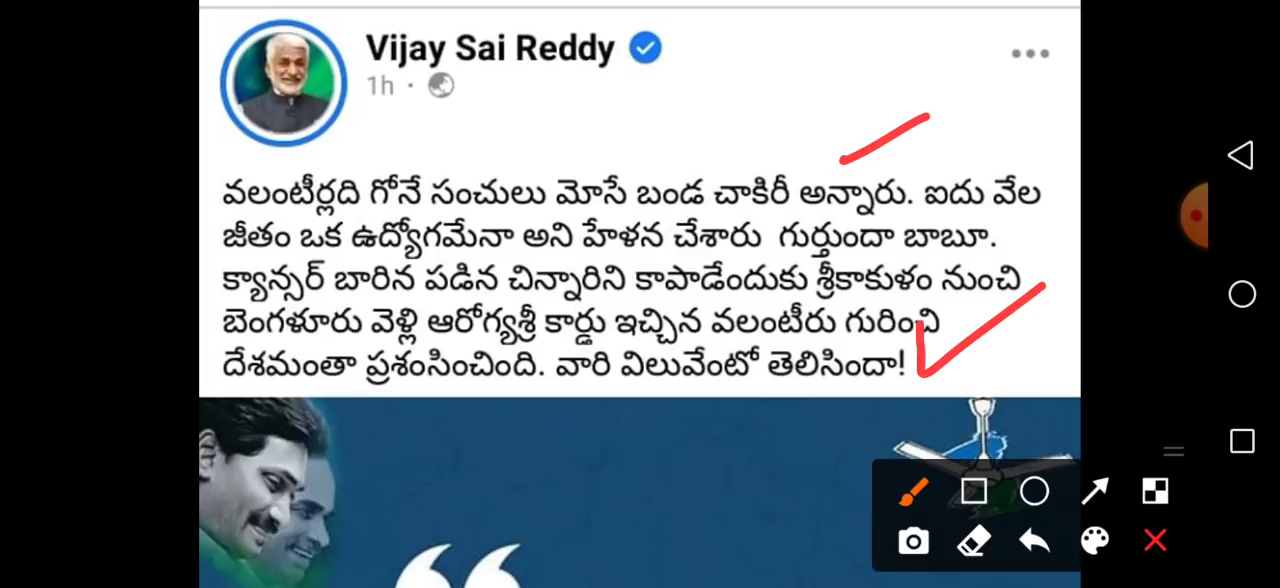 Vijay Sai Reddy
1h ·
వలంటీర్లది గోనే సంచులు మోసే బండ చాకిరీ అన్నారు. ఐదు వేల
జీతం ఒక ఉద్యోగమేనా అని హేళన చేశారు గుర్తుందా బాబూ.
క్యాన్సర్ బారిన పడిన చిన్నారిని కాపాడేందుకు శ్రీకాకుళం నుంచి
బెంగళూరు వెళ్లి ఆరోగ్యశ్రీ కార్డు ఇచ్చిన వలంటీరు గురించి
దేశమంతా ప్రశంసించింది. వారి విలువేంటో తెలిసిందా!
“